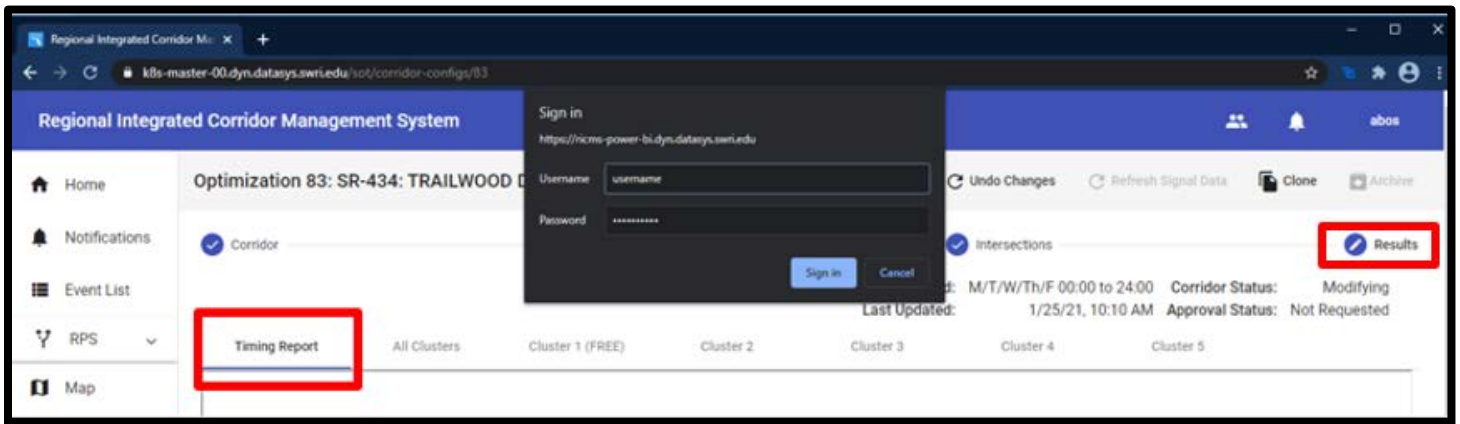 Regional Integrated Corridor Ma
k8s-master-00.dyn.datasys.swri.edu/sot/corridor-configs/83
Regional Integrated Corridor Management System
abos
Sign in
https://ricms-power-bi.dyn.datasys.swri.edu
Username username
Password ••••••••••
Sign in Cancel
Home
Notifications
Event List
RPS
Map
Optimization 83: SR-434: TRAILWOOD D
Undo Changes Refresh Signal Data Clone Archive
Corridor Intersections Results
d: M/T/W/Th/F 00:00 to 24:00 Corridor Status: Modifying
Last Updated: 1/25/21, 10:10 AM Approval Status: Not Requested
Timing Report All Clusters Cluster 1 (FREE) Cluster 2 Cluster 3 Cluster 4 Cluster 5